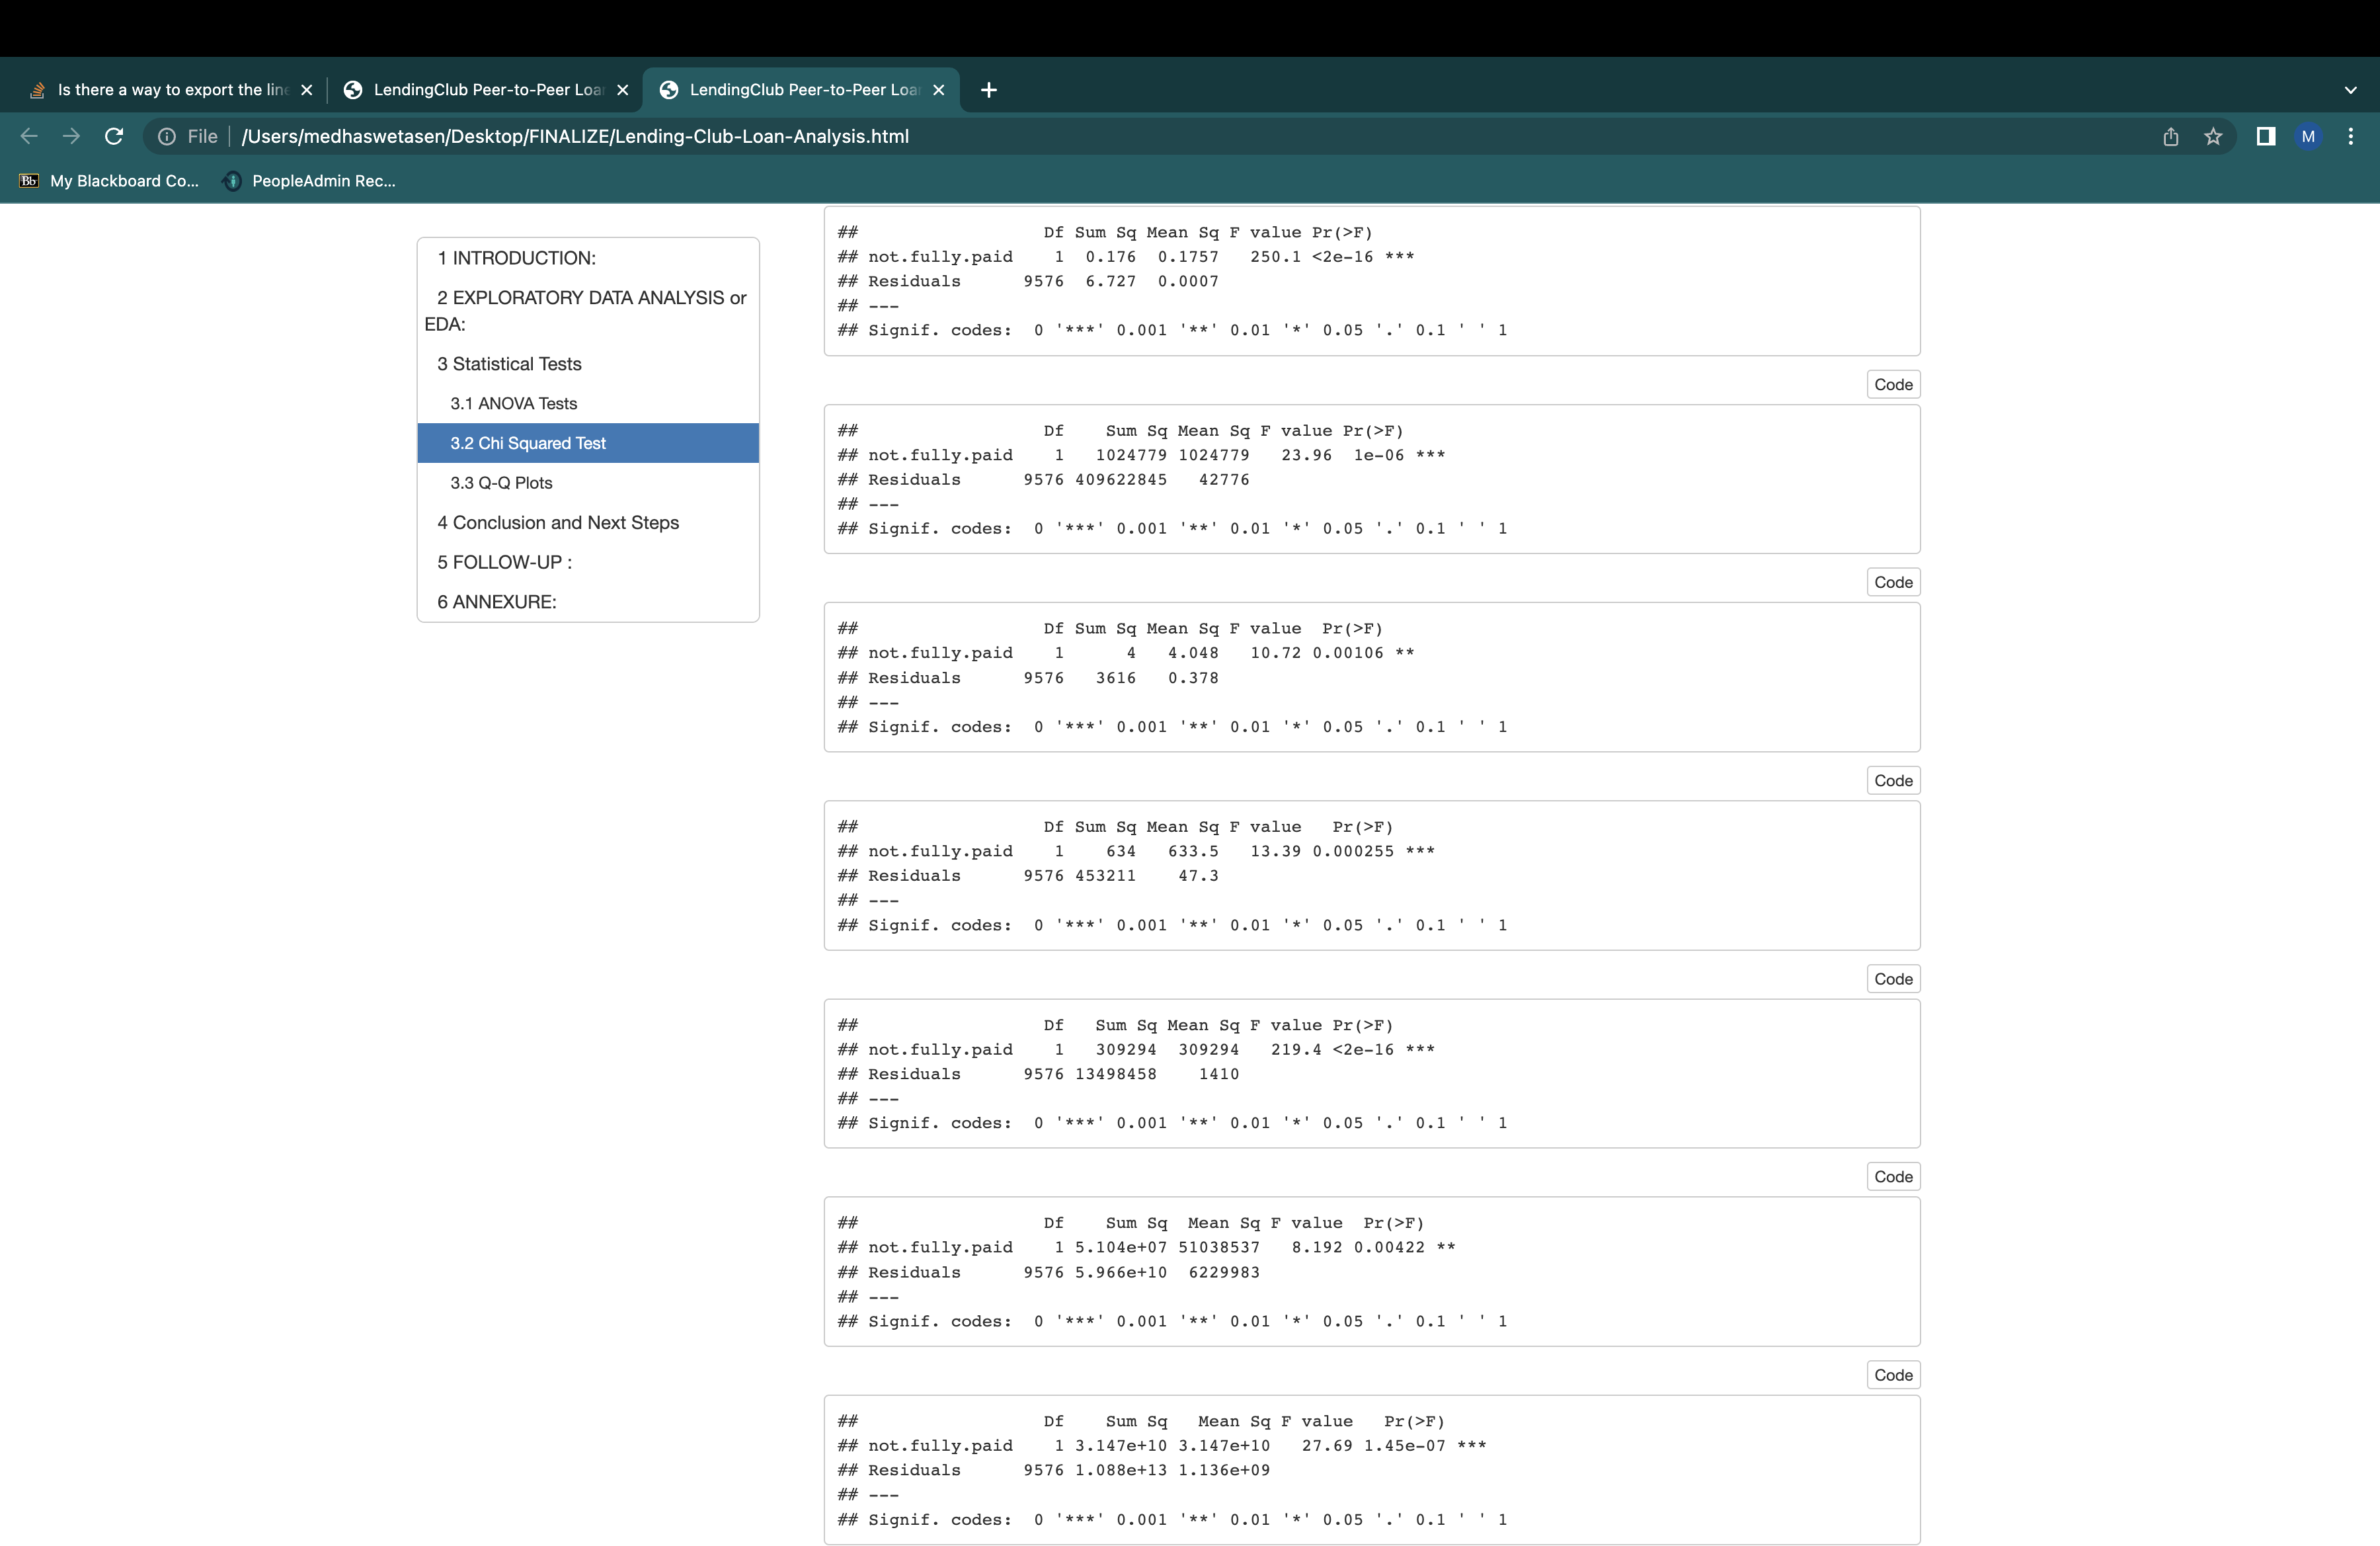 Is there a way to export the line
LendingClub Peer-to-Peer Loan
LendingClub Peer-to-Peer Loan
File
/Users/medhaswetasen/Desktop/FINALIZE/Lending-Club-Loan-Analysis.html
M
Bb My Blackboard Co...
PeopleAdmin Rec...
1 INTRODUCTION:
2 EXPLORATORY DATA ANALYSIS or
EDA:
3 Statistical Tests
3.1 ANOVA Tests
3.2 Chi Squared Test
3.3 Q-Q Plots
4 Conclusion and Next Steps
5 FOLLOW-UP :
6 ANNEXURE:
##                  Df Sum Sq Mean Sq F value Pr(>F)
## not.fully.paid    1  0.176  0.1757   250.1 <2e-16 ***
## Residuals      9576  6.727  0.0007
## ---
## Signif. codes:  0 '***' 0.001 '**' 0.01 '*' 0.05 '.' 0.1 ' ' 1
Code
##                  Df    Sum Sq Mean Sq F value Pr(>F)
## not.fully.paid    1   1024779 1024779   23.96  1e-06 ***
## Residuals      9576 409622845   42776
## ---
## Signif. codes:  0 '***' 0.001 '**' 0.01 '*' 0.05 '.' 0.1 ' ' 1
Code
##                  Df Sum Sq Mean Sq F value  Pr(>F)
## not.fully.paid    1      4   4.048   10.72 0.00106 **
## Residuals      9576   3616   0.378
## ---
## Signif. codes:  0 '***' 0.001 '**' 0.01 '*' 0.05 '.' 0.1 ' ' 1
Code
##                  Df Sum Sq Mean Sq F value   Pr(>F)
## not.fully.paid    1    634   633.5   13.39 0.000255 ***
## Residuals      9576 453211    47.3
## ---
## Signif. codes:  0 '***' 0.001 '**' 0.01 '*' 0.05 '.' 0.1 ' ' 1
Code
##                  Df   Sum Sq Mean Sq F value Pr(>F)
## not.fully.paid    1   309294  309294   219.4 <2e-16 ***
## Residuals      9576 13498458    1410
## ---
## Signif. codes:  0 '***' 0.001 '**' 0.01 '*' 0.05 '.' 0.1 ' ' 1
Code
##                  Df    Sum Sq  Mean Sq F value  Pr(>F)
## not.fully.paid    1 5.104e+07 51038537   8.192 0.00422 **
## Residuals      9576 5.966e+10  6229983
## ---
## Signif. codes:  0 '***' 0.001 '**' 0.01 '*' 0.05 '.' 0.1 ' ' 1
Code
##                  Df    Sum Sq   Mean Sq F value   Pr(>F)
## not.fully.paid    1 3.147e+10 3.147e+10   27.69 1.45e-07 ***
## Residuals      9576 1.088e+13 1.136e+09
## ---
## Signif. codes:  0 '***' 0.001 '**' 0.01 '*' 0.05 '.' 0.1 ' ' 1